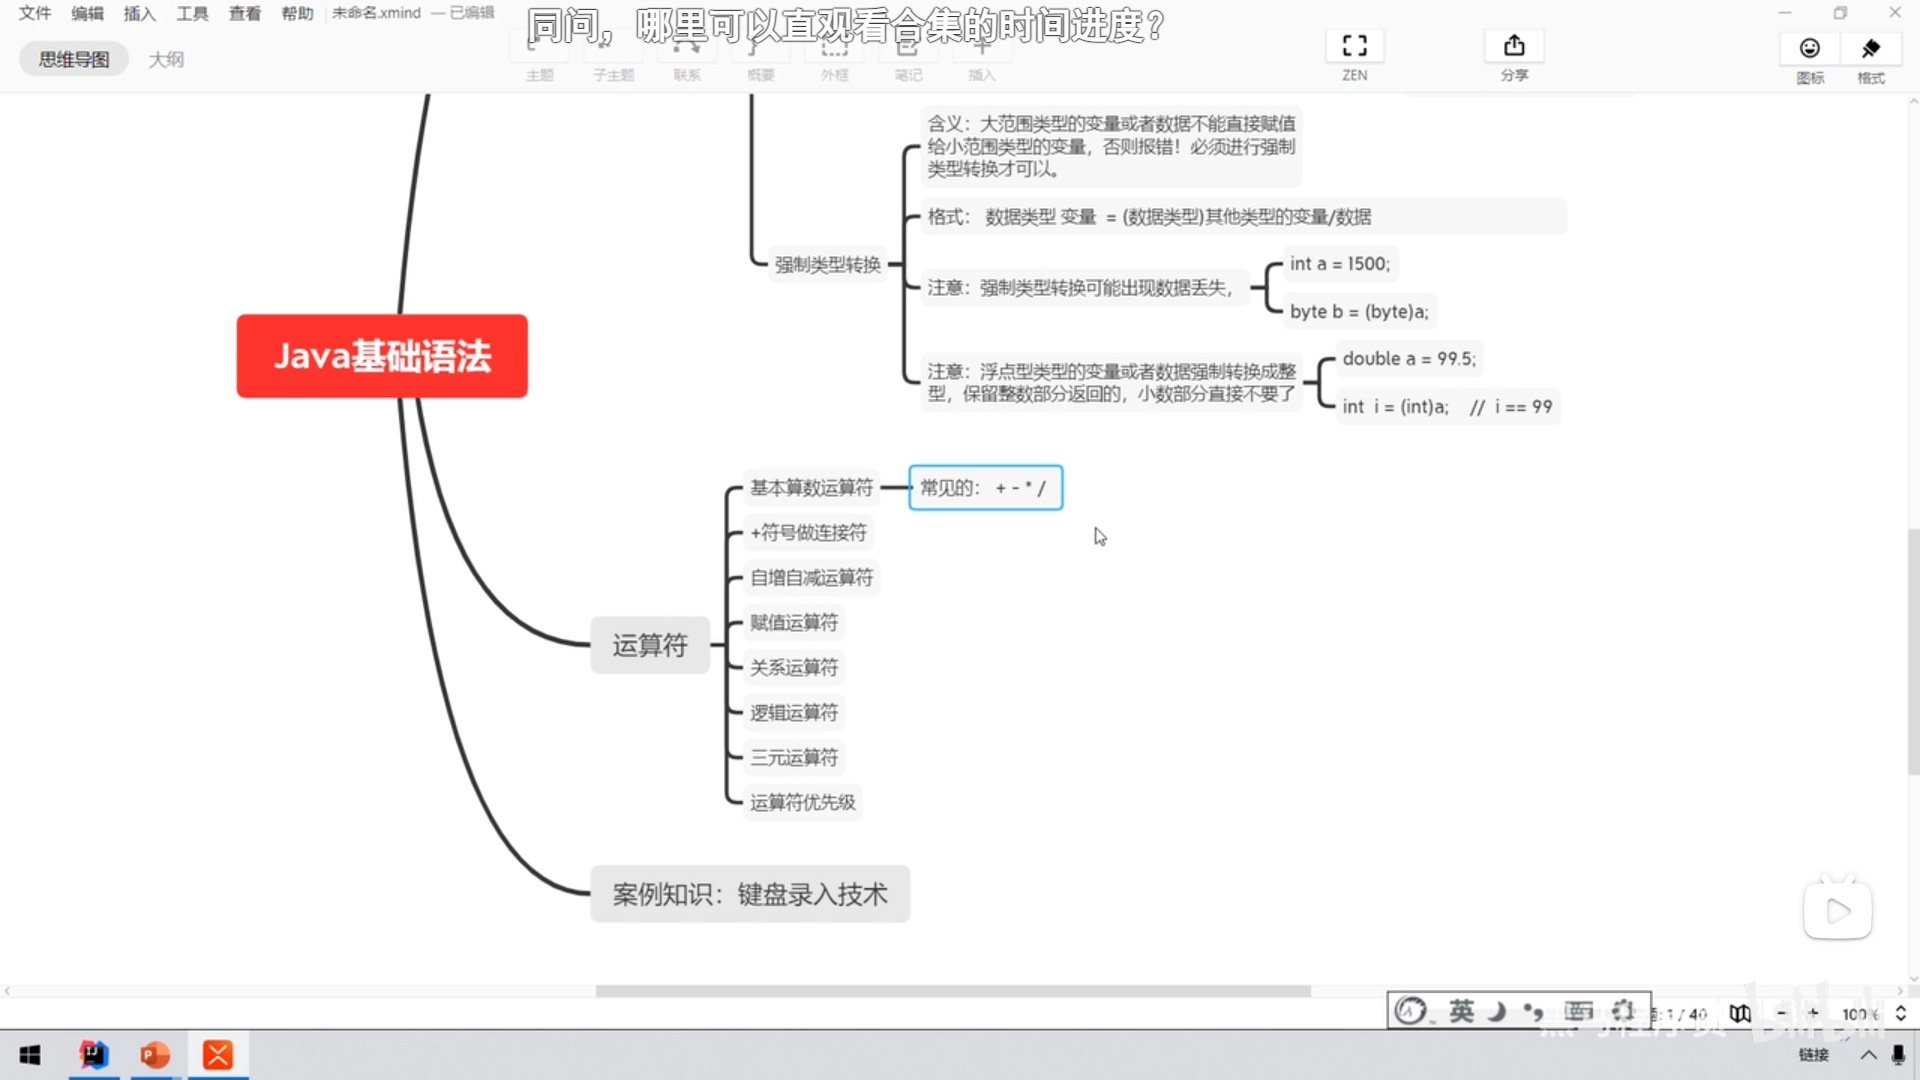 文件 编辑 插入 工具 查看 帮助 未命名.xmind — 已编辑
同问，哪里可以直观看合集的时间进度？
思维导图 大纲
主题 子主题 联系 概要 外框 笔记 插入 ZEN 分享 图标 格式
含义：大范围类型的变量或者数据不能直接赋值
给小范围类型的变量，否则报错！必须进行强制
类型转换才可以。
格式： 数据类型 变量 = (数据类型)其他类型的变量/数据
强制类型转换
注意：强制类型转换可能出现数据丢失，
int a = 1500;
byte b = (byte)a;
注意：浮点型类型的变量或者数据强制转换成整
型，保留整数部分返回的，小数部分直接不要了
double a = 99.5;
int i = (int)a; // i == 99
Java基础语法
基本算数运算符
常见的： + - * /
+符号做连接符
自增自减运算符
赋值运算符
运算符
关系运算符
逻辑运算符
三元运算符
运算符优先级
案例知识：键盘录入技术
英
1 / 40
100%
链接